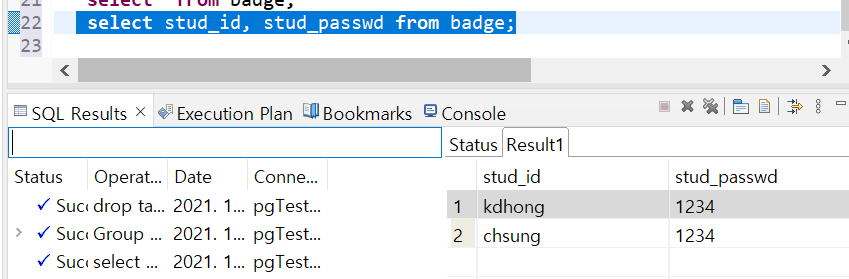 21 select from badge;
22 select stud_id, stud_passwd from badge;
23
SQL Results Execution Plan Bookmarks Console
Status Result1
Status Operat... Date Conne...
stud_id stud_passwd
Succ drop ta... 2021. 1... pgTest...
1 kdhong 1234
Succ Group ... 2021. 1... pgTest...
2 chsung 1234
Succ select ... 2021. 1... pgTest...